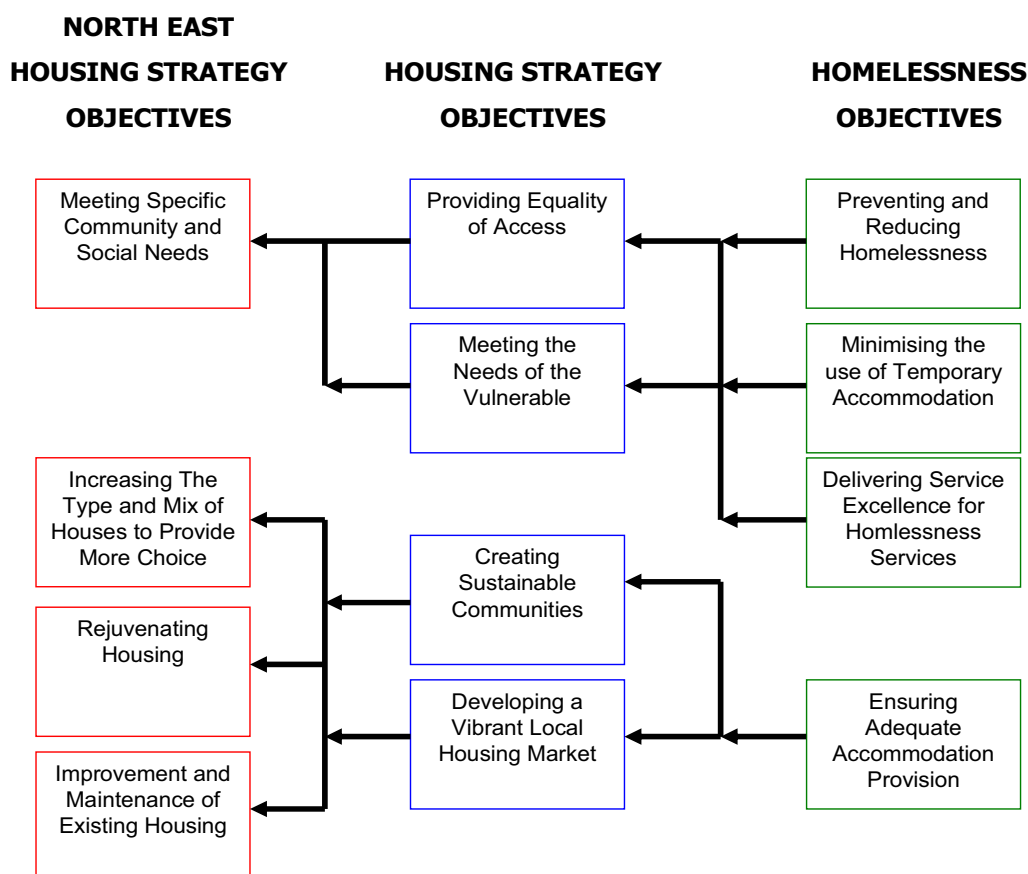 NORTH EAST
HOUSING STRATEGY
OBJECTIVES
HOUSING STRATEGY
OBJECTIVES
HOMELESSNESS
OBJECTIVES
Meeting Specific
Community and
Social Needs
Providing Equality
of Access
Preventing and
Reducing
Homelessness
Meeting the
Needs of the
Vulnerable
Minimising the
use of Temporary
Accommodation
Increasing The
Type and Mix of
Houses to Provide
More Choice
Delivering Service
Excellence for
Homlessness
Services
Creating
Sustainable
Communities
Rejuvenating
Housing
Developing a
Vibrant Local
Housing Market
Ensuring
Adequate
Accommodation
Provision
Improvement and
Maintenance of
Existing Housing